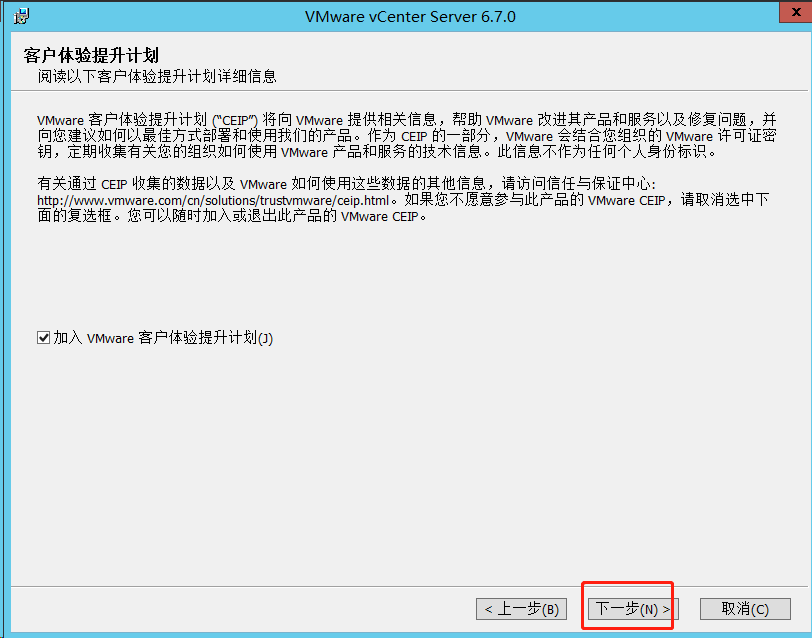 VMware vCenter Server 6.7.0
x
客户体验提升计划
阅读以下客户体验提升计划详细信息
VMware 客户体验提升计划 (“CEIP”) 将向 VMware 提供相关信息，帮助 VMware 改进其产品和服务以及修复问题，并
向您建议如何以最佳方式部署和使用我们的产品。作为 CEIP 的一部分，VMware 会结合您组织的 VMware 许可证密
钥，定期收集有关您的组织如何使用 VMware 产品和服务的技术信息。此信息不作为任何个人身份标识。
有关通过 CEIP 收集的数据以及 VMware 如何使用这些数据的其他信息，请访问信任与保证中心:
http://www.vmware.com/cn/solutions/trustvmware/ceip.html。如果您不愿意参与此产品的 VMware CEIP，请取消选中下
面的复选框。您可以随时加入或退出此产品的 VMware CEIP。
加入 VMware 客户体验提升计划(J)
< 上一步(B)
下一步(N) >
取消(C)